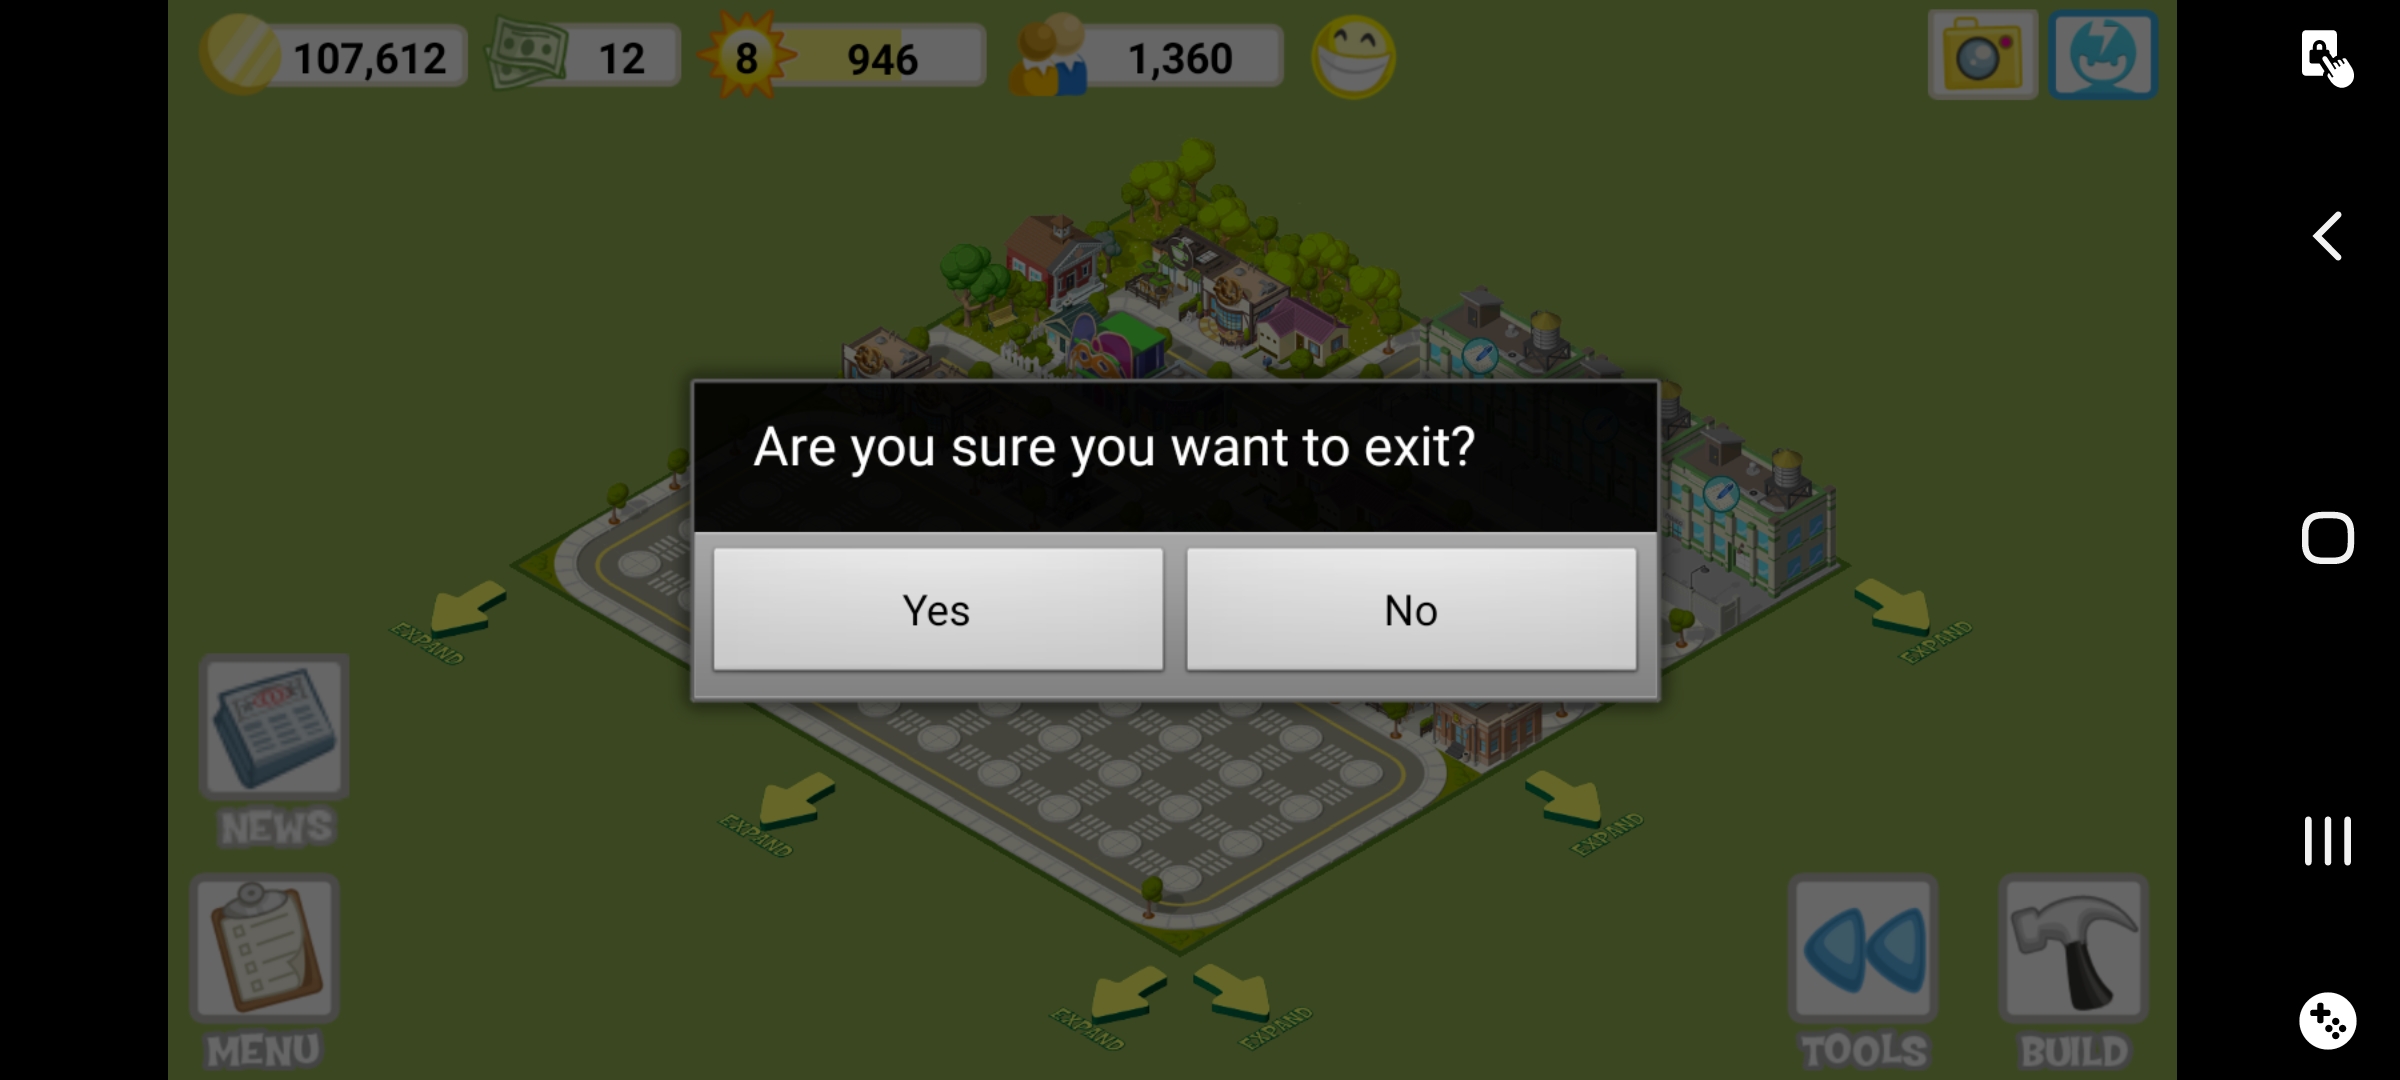 107,612
12
8
946
1,360
Are you sure you want to exit?
Yes
No
EXPAND
EXPAND
EXPAND
EXPAND
EXPAND
EXPAND
NEWS
MENU
TOOLS
BUILD